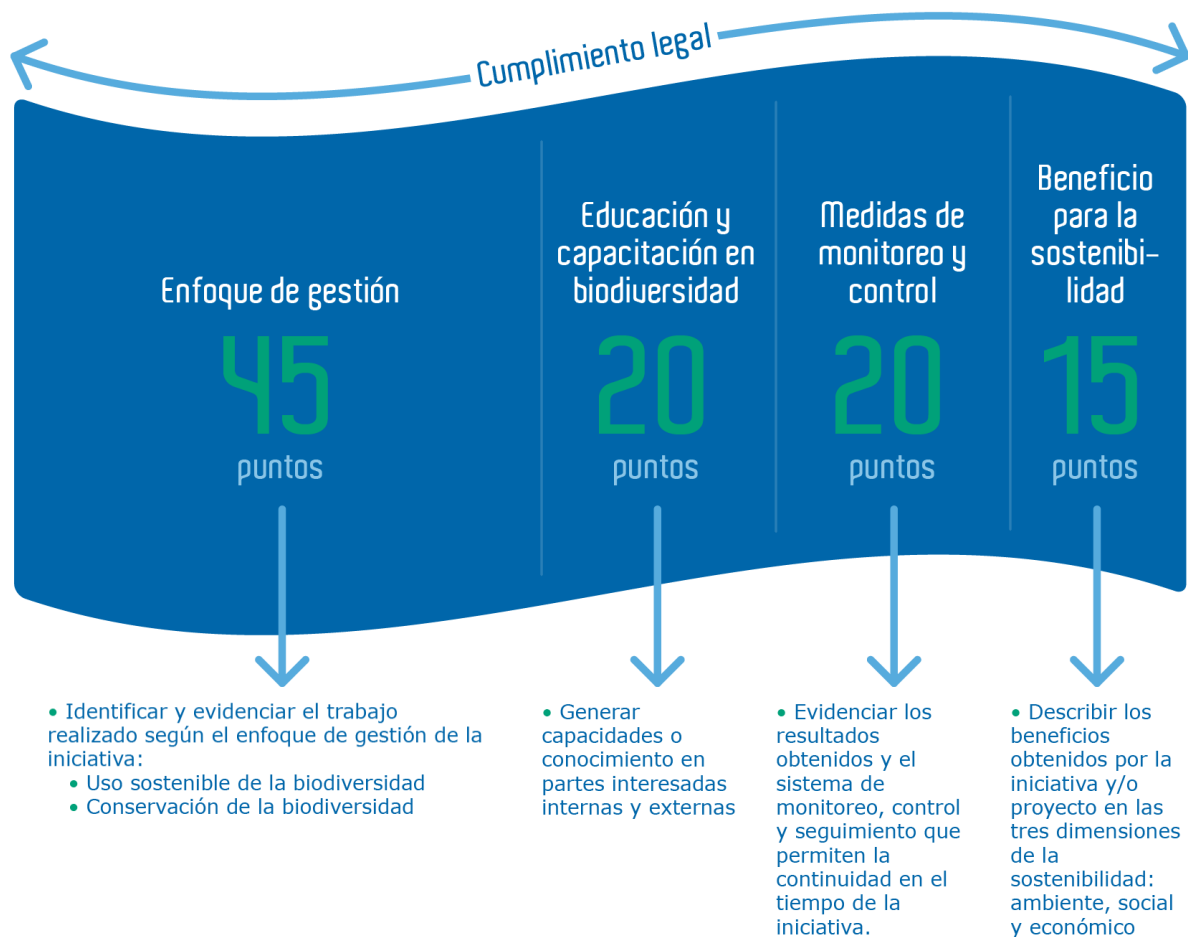 Cumplimiento legal
Enfoque de gestión
45
puntos
Educación y
capacitación en
biodiversidad
20
puntos
Medidas de
monitoreo y
control
20
puntos
Beneficio
para la
sostenibi-
lidad
15
puntos
• Identificar y evidenciar el trabajo
realizado según el enfoque de gestión de la
iniciativa:
• Uso sostenible de la biodiversidad
• Conservación de la biodiversidad
• Generar
capacidades o
conocimiento en
partes interesadas
internas y externas
• Evidenciar los
resultados
obtenidos y el
sistema de
monitoreo, control
y seguimiento que
permiten la
continuidad en el
tiempo de la
iniciativa.
• Describir los
beneficios
obtenidos por la
iniciativa y/o
proyecto en las
tres dimensiones
de la
sostenibilidad:
ambiente, social
y económico